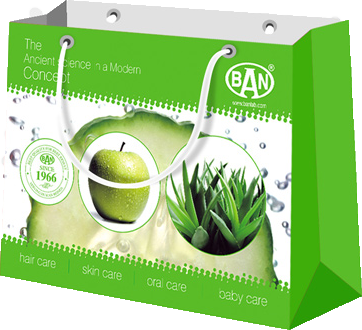 The
Ancient Science in a Modern
Concept
BAN
®
www.banlab.com
BAN
SINCE
1966
hair care
skin care
oral care
baby care